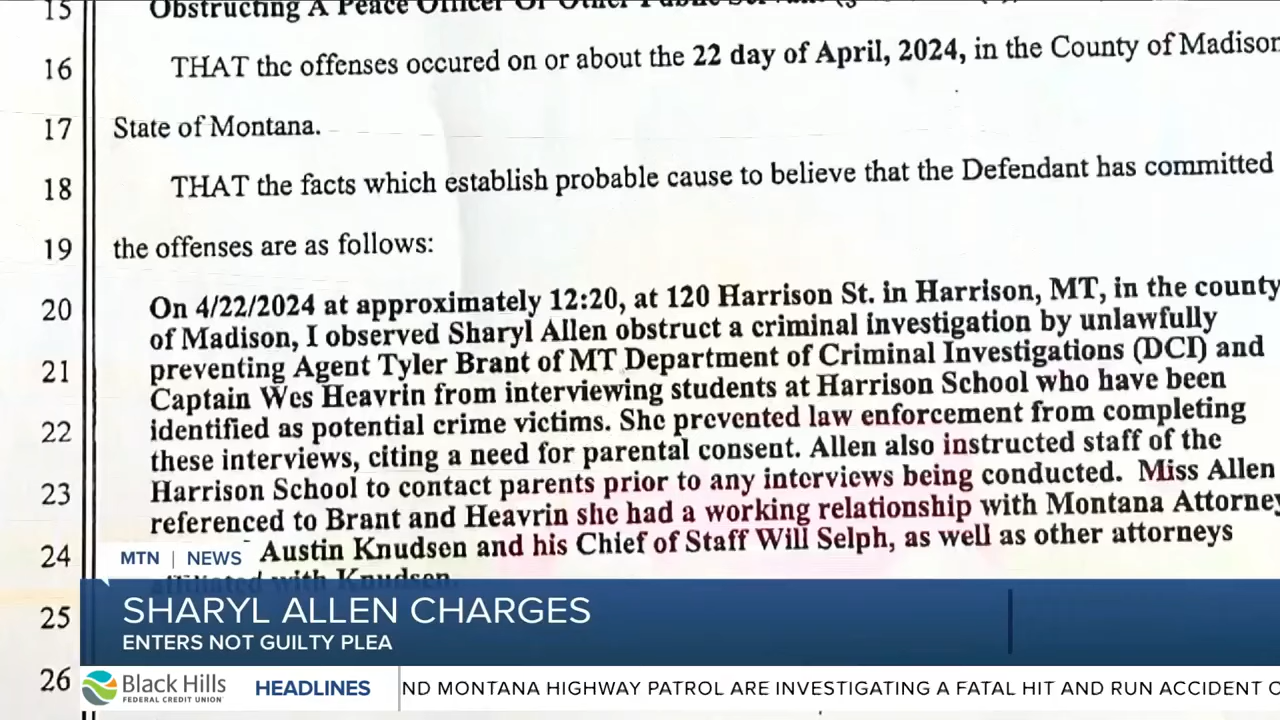 15 Obstructing A Peace Officer Or Other Public Servant
16 THAT the offenses occured on or about the 22 day of April, 2024, in the County of Madison
17 State of Montana.
18 THAT the facts which establish probable cause to believe that the Defendant has committed
19 the offenses are as follows:
20 On 4/22/2024 at approximately 12:20, at 120 Harrison St. in Harrison, MT, in the county
of Madison, I observed Sharyl Allen obstruct a criminal investigation by unlawfully
21 preventing Agent Tyler Brant of MT Department of Criminal Investigations (DCI) and
Captain Wes Heavrin from interviewing students at Harrison School who have been
22 identified as potential crime victims. She prevented law enforcement from completing
these interviews, citing a need for parental consent. Allen also instructed staff of the
23 Harrison School to contact parents prior to any interviews being conducted. Miss Allen
referenced to Brant and Heavrin she had a working relationship with Montana Attorney
24 Austin Knudsen and his Chief of Staff Will Selph, as well as other attorneys
affiliated with Knudsen.
25
26
MTN | NEWS
SHARYL ALLEN CHARGES
ENTERS NOT GUILTY PLEA
Black Hills
FEDERAL CREDIT UNION
HEADLINES
ND MONTANA HIGHWAY PATROL ARE INVESTIGATING A FATAL HIT AND RUN ACCIDENT